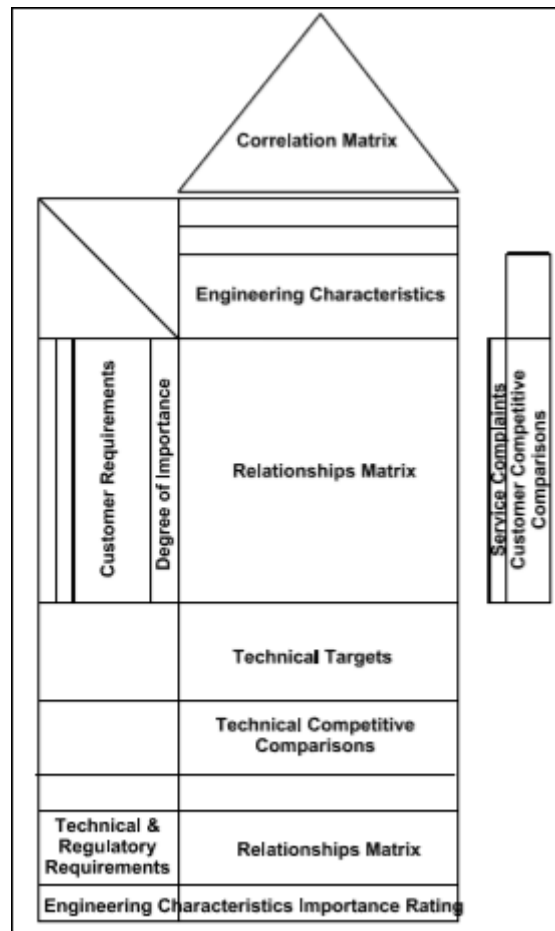 Correlation Matrix
Engineering Characteristics
Customer Requirements
Degree of Importance
Relationships Matrix
Service Complaints
Customer Competitive
Comparisons
Technical Targets
Technical Competitive
Comparisons
Technical &
Regulatory
Requirements
Relationships Matrix
Engineering Characteristics Importance Rating